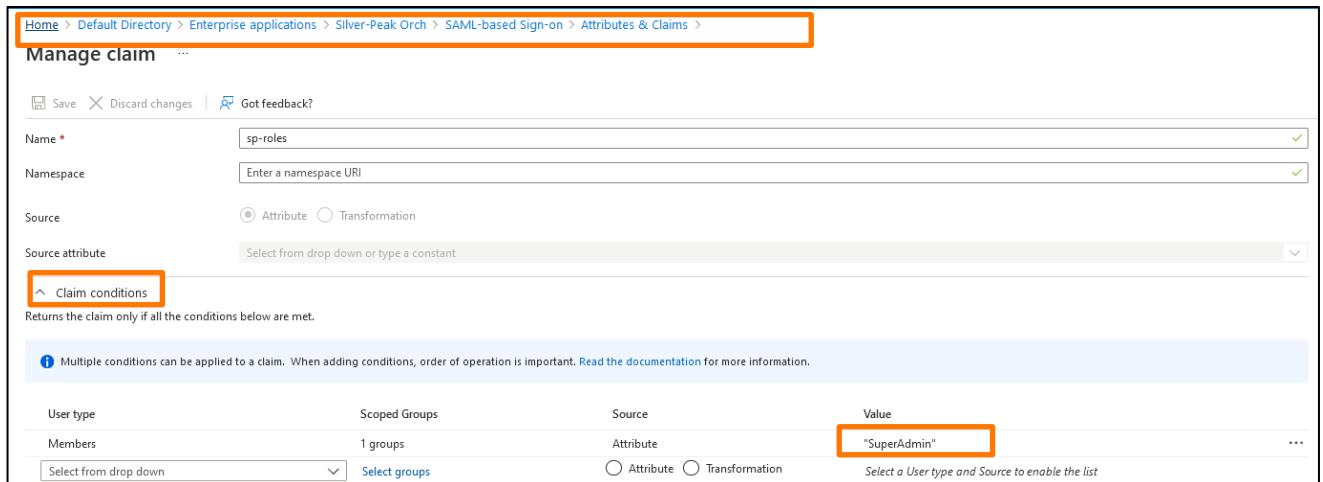 Home > Default Directory > Enterprise applications > Silver-Peak Orch > SAML-based Sign-on > Attributes & Claims >
Manage claim ...
Save Discard changes Got feedback?
Name * sp-roles
Namespace Enter a namespace URI
Source Attribute Transformation
Source attribute Select from drop down or type a constant
Claim conditions
Returns the claim only if all the conditions below are met.
Multiple conditions can be applied to a claim. When adding conditions, order of operation is important. Read the documentation for more information.
User type Scoped Groups Source Value
Members 1 groups Attribute "SuperAdmin" ...
Select from drop down Select groups Attribute Transformation Select a User type and Source to enable the list